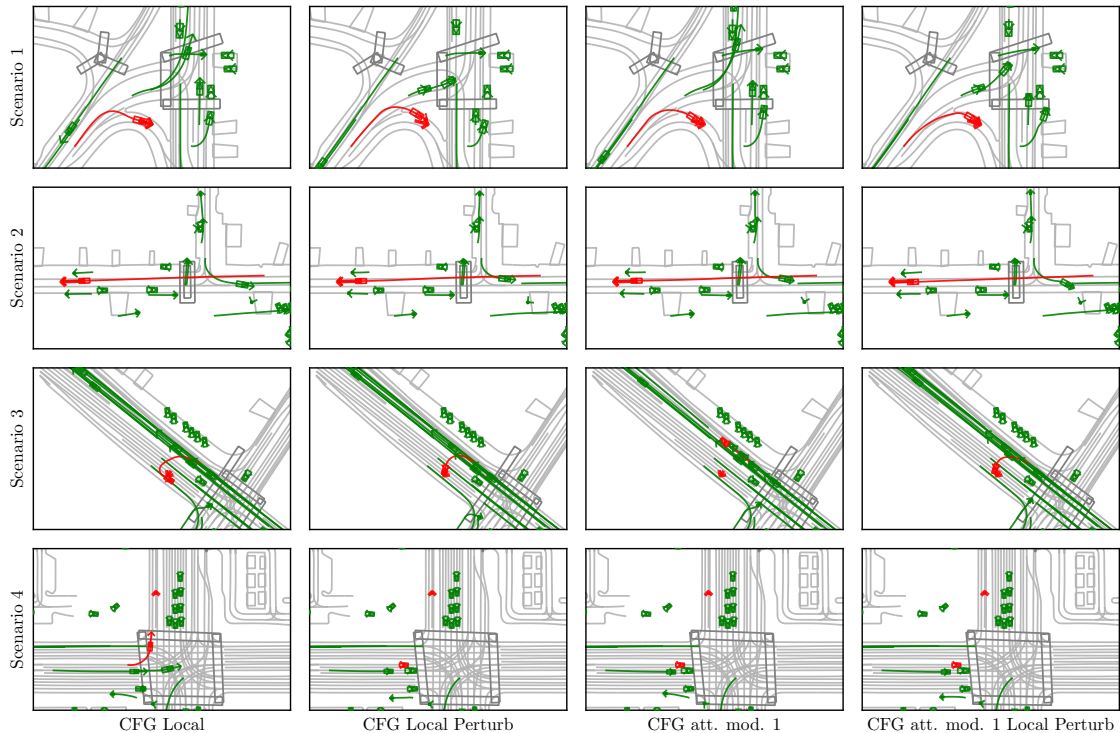 Scenario 1
Scenario 2
Scenario 3
Scenario 4
CFG Local
CFG Local Perturb
CFG att. mod. 1
CFG att. mod. 1 Local Perturb